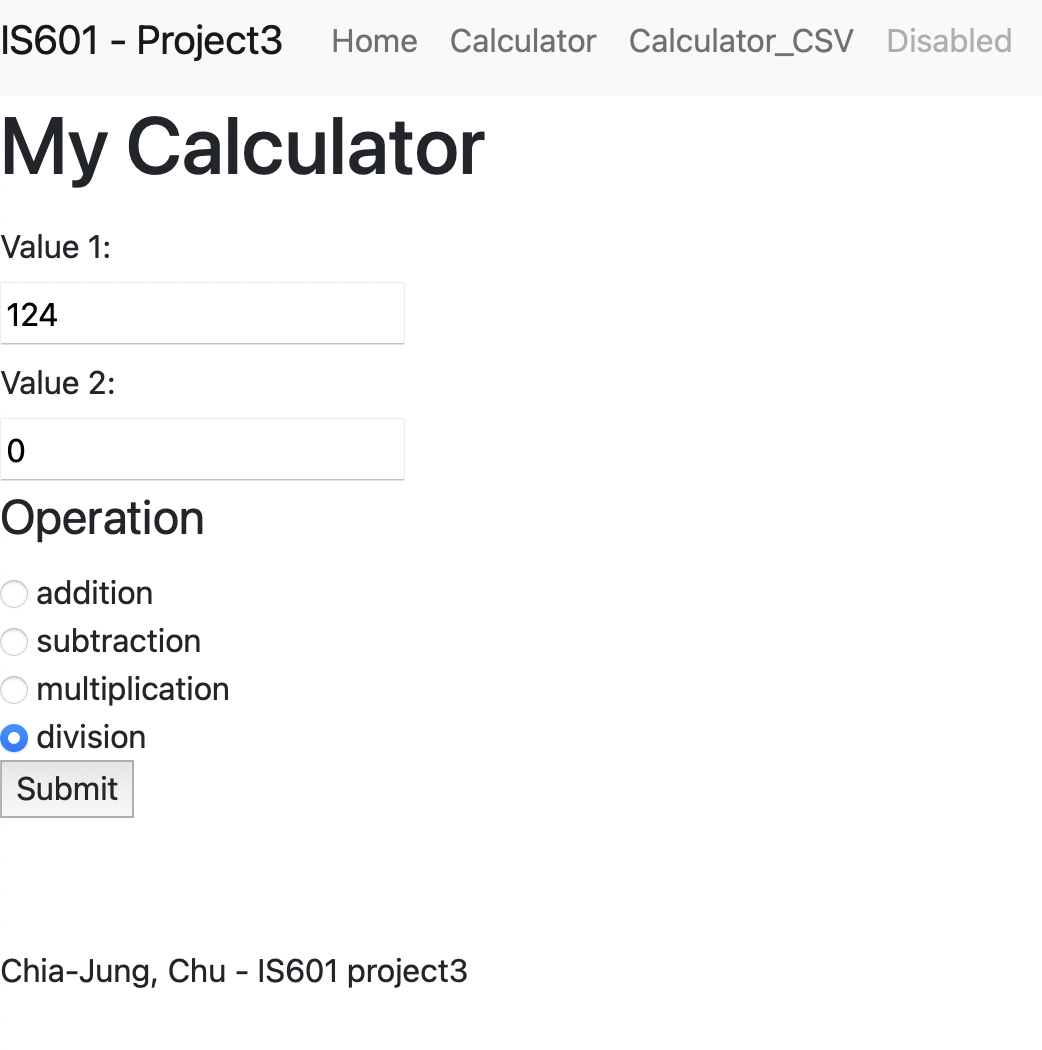 IS601 - Project3 Home Calculator Calculator_CSV Disabled
My Calculator
Value 1:
124
Value 2:
0
Operation
addition
subtraction
multiplication
division
Submit
Chia-Jung, Chu - IS601 project3